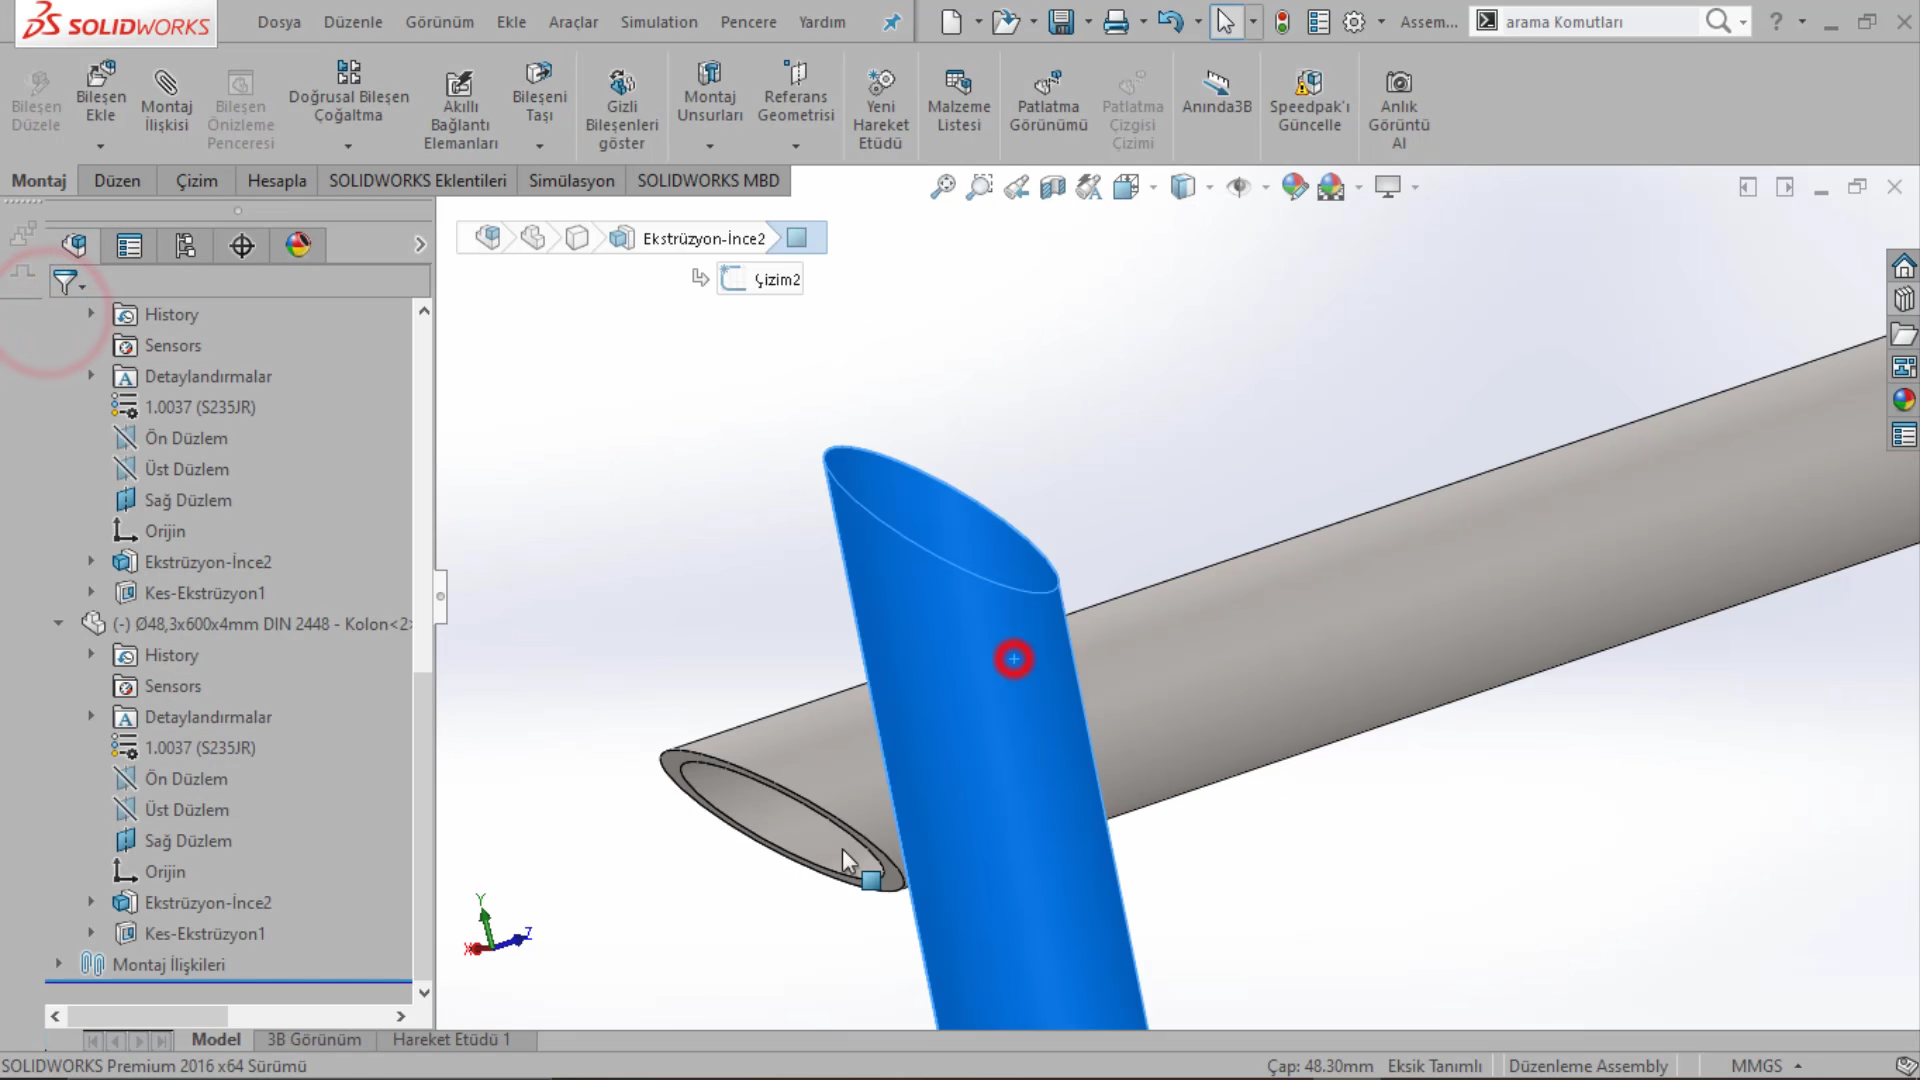 SOLIDWORKS
Dosya Düzenle Görünüm Ekle Araçlar Simulation Pencere Yardım
Assem... arama Komutları
Bileşen Düzele
Bileşen Ekle
Montaj İlişkisi
Bileşen Önizleme Penceresi
Doğrusal Bileşen Çoğaltma
Akıllı Bağlantı Elemanları
Bileşeni Taşı
Gizli Bileşenleri göster
Montaj Unsurları
Referans Geometrisi
Yeni Hareket Etüdü
Malzeme Listesi
Patlatma Görünümü
Patlatma Çizgisi Çizimi
Anında3B
Speedpak'ı Güncelle
Anlık Görüntü Al
Montaj Düzen Çizim Hesapla SOLIDWORKS Eklentileri Simülasyon SOLIDWORKS MBD
Ekstrüzyon-İnce2
Çizim2
History
Sensors
Detaylandırmalar
1.0037 (S235JR)
Ön Düzlem
Üst Düzlem
Sağ Düzlem
Orijin
Ekstrüzyon-İnce2
Kes-Ekstrüzyon1
(-) Ø48,3x600x4mm DIN 2448 - Kolon<2>
History
Sensors
Detaylandırmalar
1.0037 (S235JR)
Ön Düzlem
Üst Düzlem
Sağ Düzlem
Orijin
Ekstrüzyon-İnce2
Kes-Ekstrüzyon1
Montaj İlişkileri
Y
X
Z
Model 3B Görünüm Hareket Etüdü 1
SOLIDWORKS Premium 2016 x64 Sürümü Çap: 48.30mm Eksik Tanımlı Düzenleme Assembly MMGS